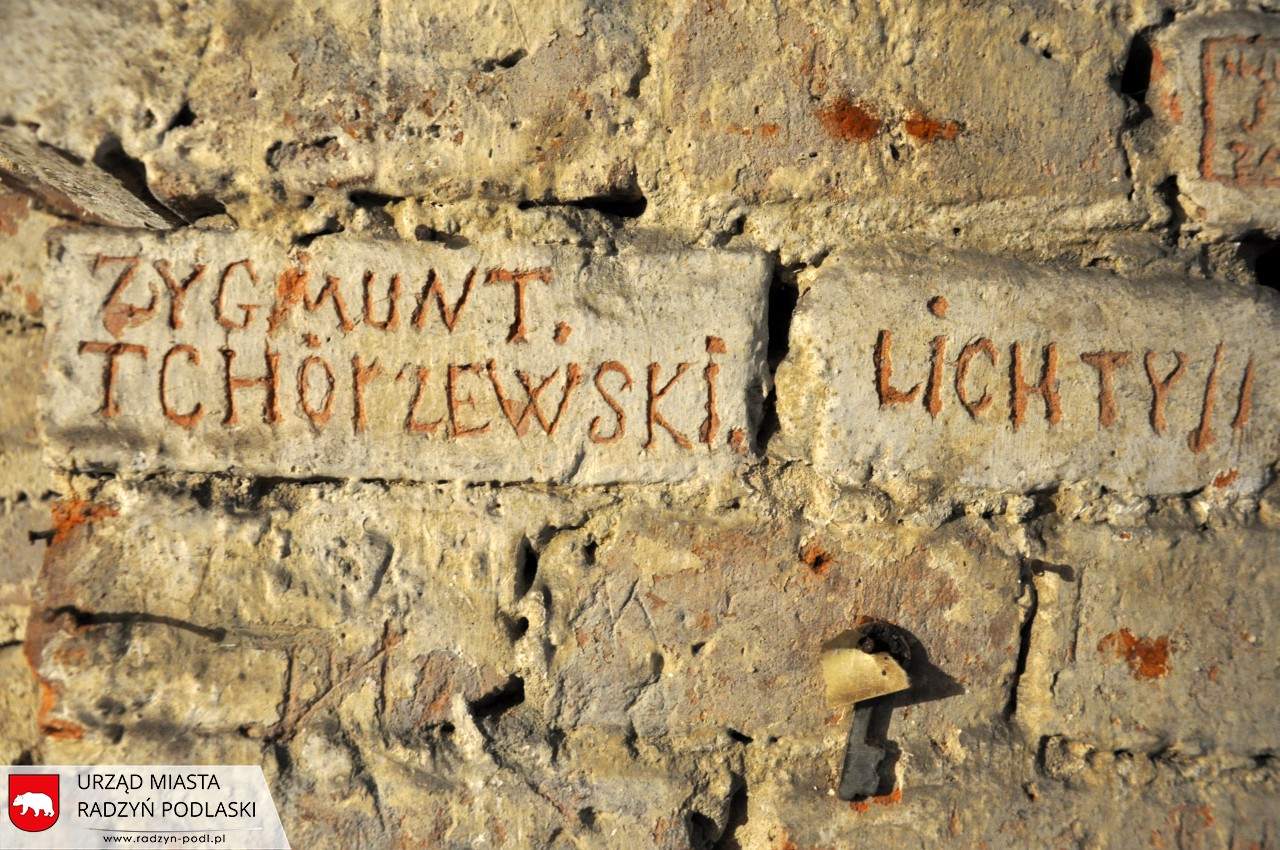 ZYGMUNT.
TCHÓRZEWSKI.
LiCHTY//
URZĄD MIASTA
RADZYŃ PODLASKI
www.radzyn-podl.pl